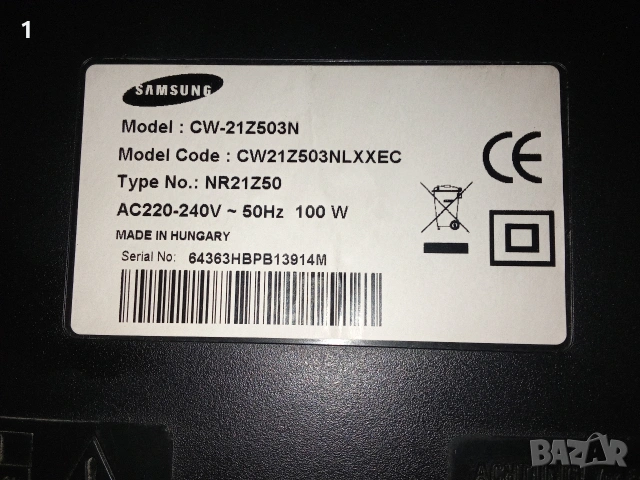 1
SAMSUNG
Model : CW-21Z503N
Model Code : CW21Z503NLXXEC
Type No.: NR21Z50
AC220-240V ~ 50Hz 100 W
MADE IN HUNGARY
Serial No: 64363HBPB13914M
CE
BAZAR